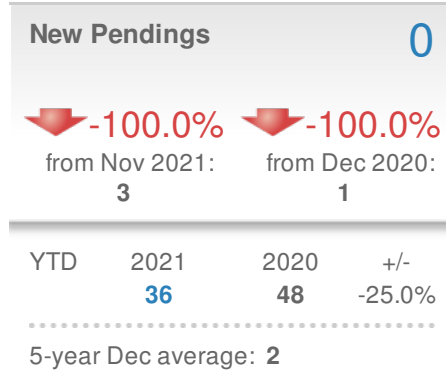 New Pendings 0
-100.0% -100.0%
from Nov 2021: from Dec 2020:
3 1
YTD 2021 2020 +/-
36 48 -25.0%
5-year Dec average: 2